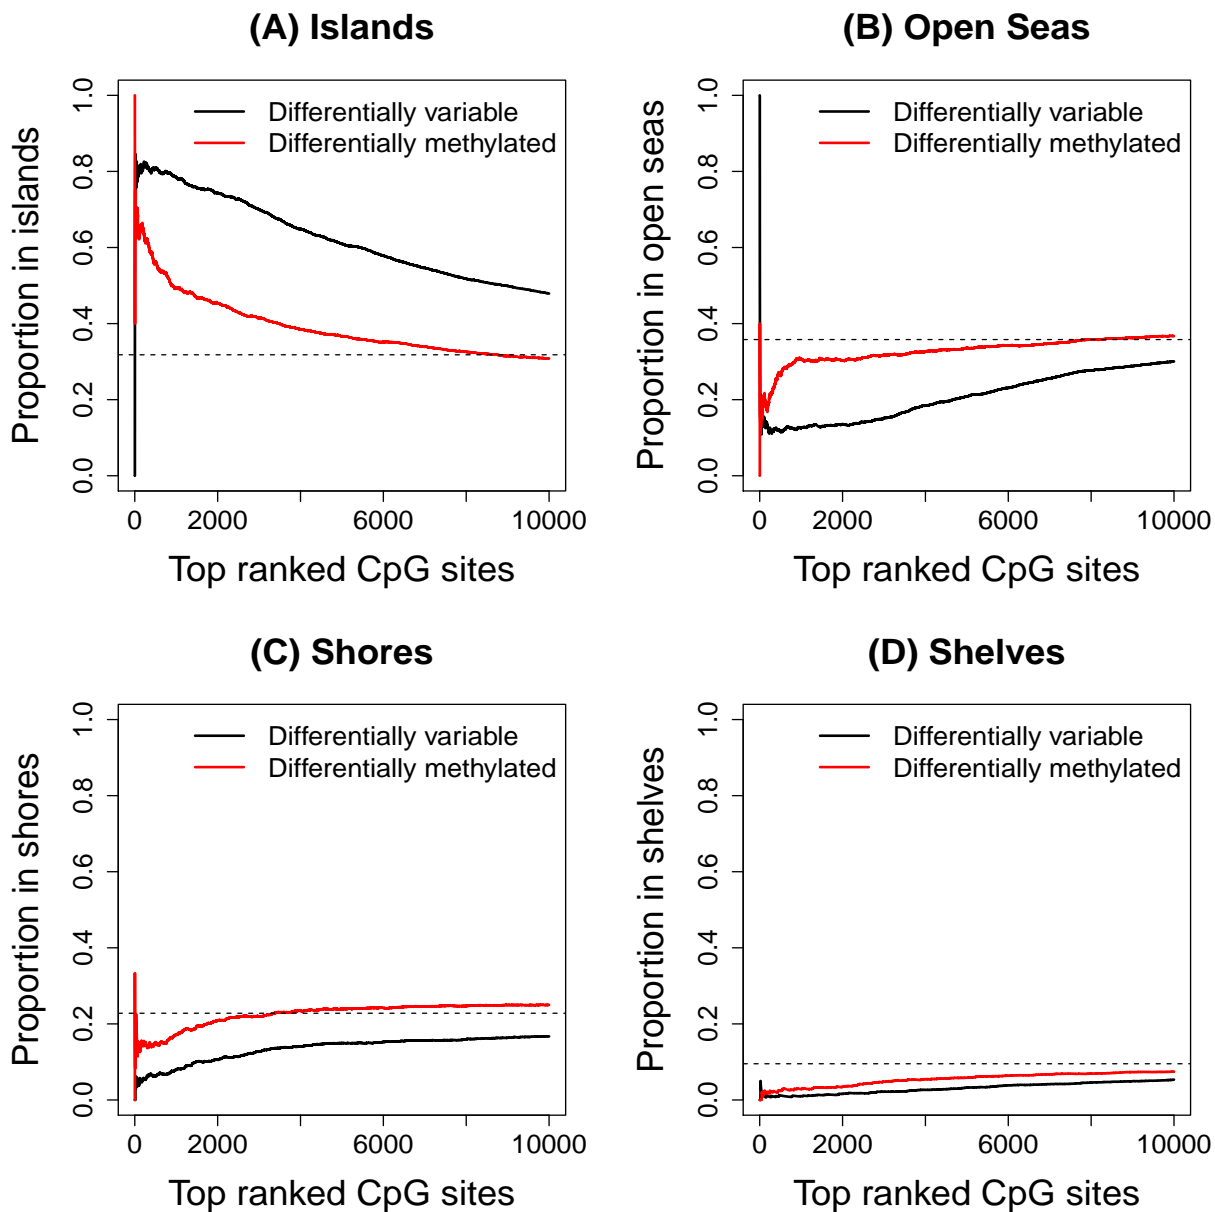 (A) Islands
Proportion in islands
0.0 0.2 0.4 0.6 0.8 1.0
Differentially variable
Differentially methylated
0 2000 6000 10000
Top ranked CpG sites
(B) Open Seas
Proportion in open seas
0.0 0.2 0.4 0.6 0.8 1.0
Differentially variable
Differentially methylated
0 2000 6000 10000
Top ranked CpG sites
(C) Shores
Proportion in shores
0.0 0.2 0.4 0.6 0.8 1.0
Differentially variable
Differentially methylated
0 2000 6000 10000
Top ranked CpG sites
(D) Shelves
Proportion in shelves
0.0 0.2 0.4 0.6 0.8 1.0
Differentially variable
Differentially methylated
0 2000 6000 10000
Top ranked CpG sites